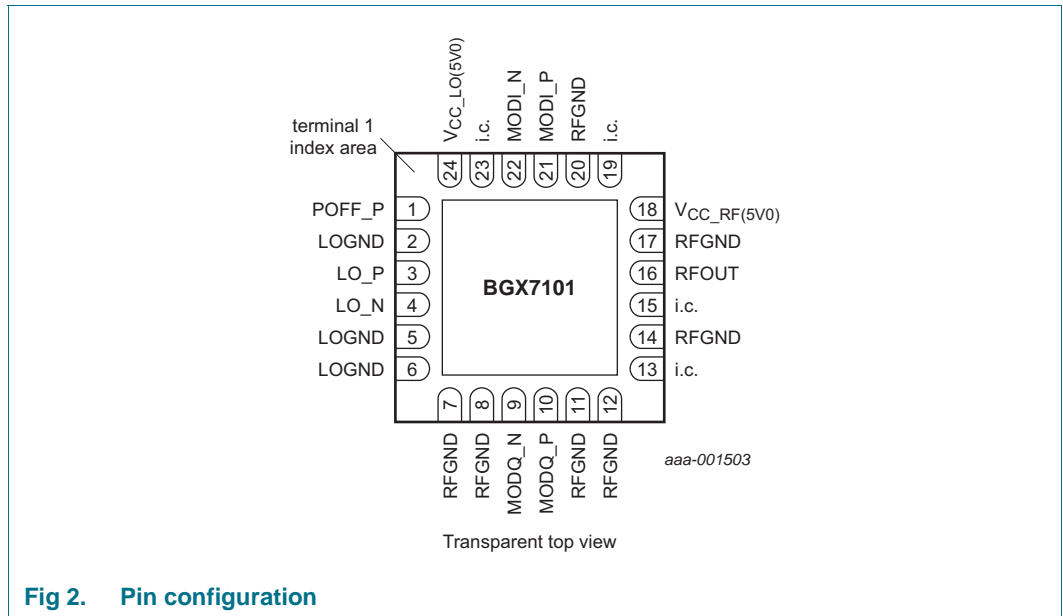 VCC_LO(5V0)
i.c.
MODI_N
MODI_P
RFGND
i.c.
terminal 1
index area
24
23
22
21
20
19
POFF_P 1
LOGND 2
LO_P 3
LO_N 4
LOGND 5
LOGND 6
BGX7101
18 VCC_RF(5V0)
17 RFGND
16 RFOUT
15 i.c.
14 RFGND
13 i.c.
7
8
9
10
11
12
RFGND
RFGND
MODQ_N
MODQ_P
RFGND
RFGND
aaa-001503
Transparent top view
Fig 2. Pin configuration